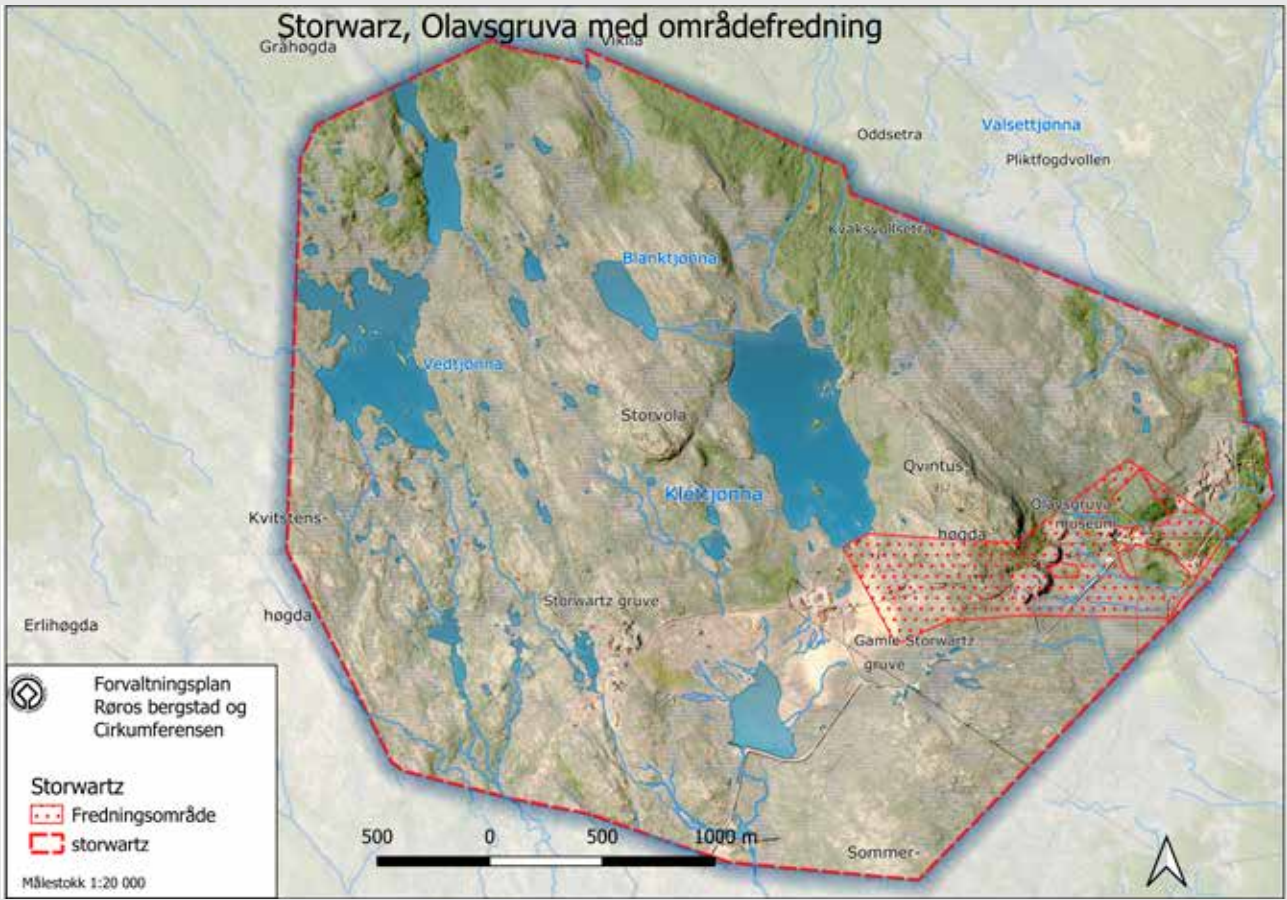 Storwarz, Olavsgruva med områdefredning
Gråhøgda
Viklia
Oddsetra
Valsettjønna
Pliktfogdvollen
Kvaksvollsetra
Blanktjønna
Vedtjønna
Storvola
Klettjønna
Qvintus-
høgda
Olavsgruva
museum
Kvitstens-
høgda
Erlihøgda
Storwartz gruve
Gamle Storwartz
gruve
Sommer-
Forvaltningsplan
Røros bergstad og
Cirkumferensen
Storwartz
Fredningsområde
storwartz
Målestokk 1:20 000
500 0 500 1000 m